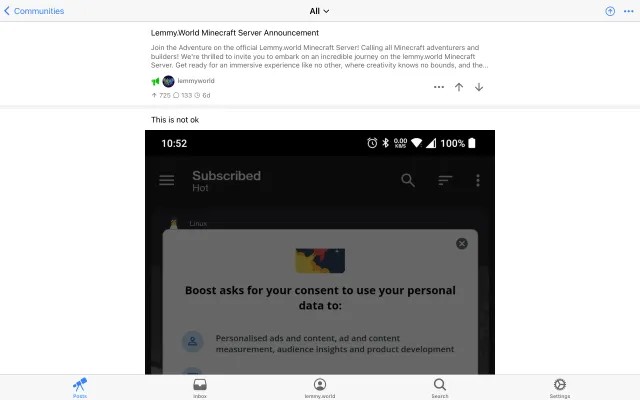 Communities
All
Lemmy.World Minecraft Server Announcement
Join the Adventure on the official Lemmy.world Minecraft Server! Calling all Minecraft adventurers and
builders! We're thrilled to invite you to embark on an incredible journey on the lemmy.world Minecraft
Server. Get ready for an immersive experience like no other, where creativity knows no bounds, and the...
lemmyworld
725 133 6d
This is not ok
10:52
0.00
KB/S
100%
Subscribed
Hot
Linux
Boost asks for your consent to use your personal
data to:
Personalised ads and content, ad and content
measurement, audience insights and product development
Posts
Inbox
lemmy.world
Search
Settings